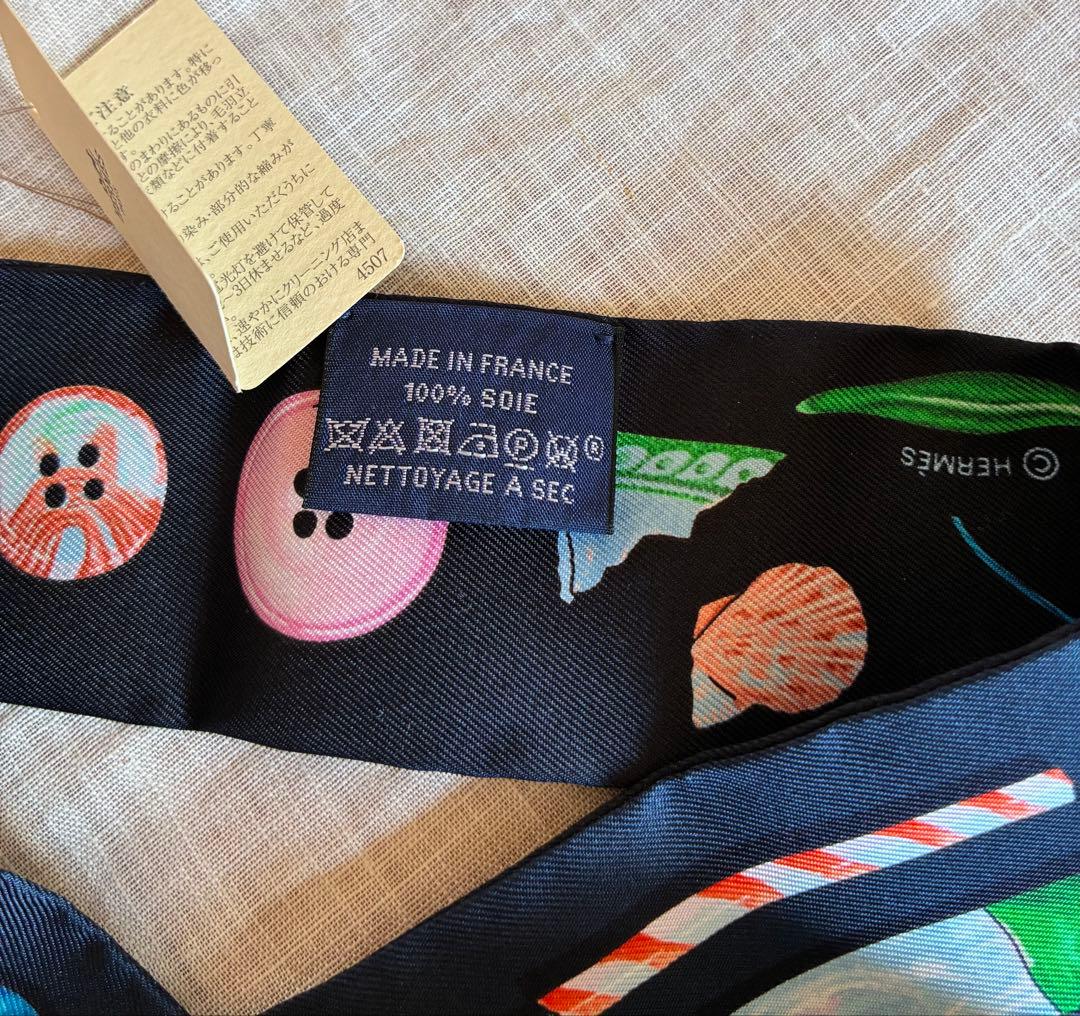 注意
ることがあります。特に
と他の衣料に色が移っ
す。
のまわりにあるものに引
との摩擦により、毛羽立
衣類などに付着すること
けることがあります。丁寧
染み・部分的な縮みが
ご使用いただくうちに
光灯を避けて保管して
〜3日休ませるなど、過度
速やかにクリーニング店ま
は技術に信頼のおける専門
4507
MADE IN FRANCE
100% SOIE
P
R
NETTOYAGE A SEC
© HERMÈS